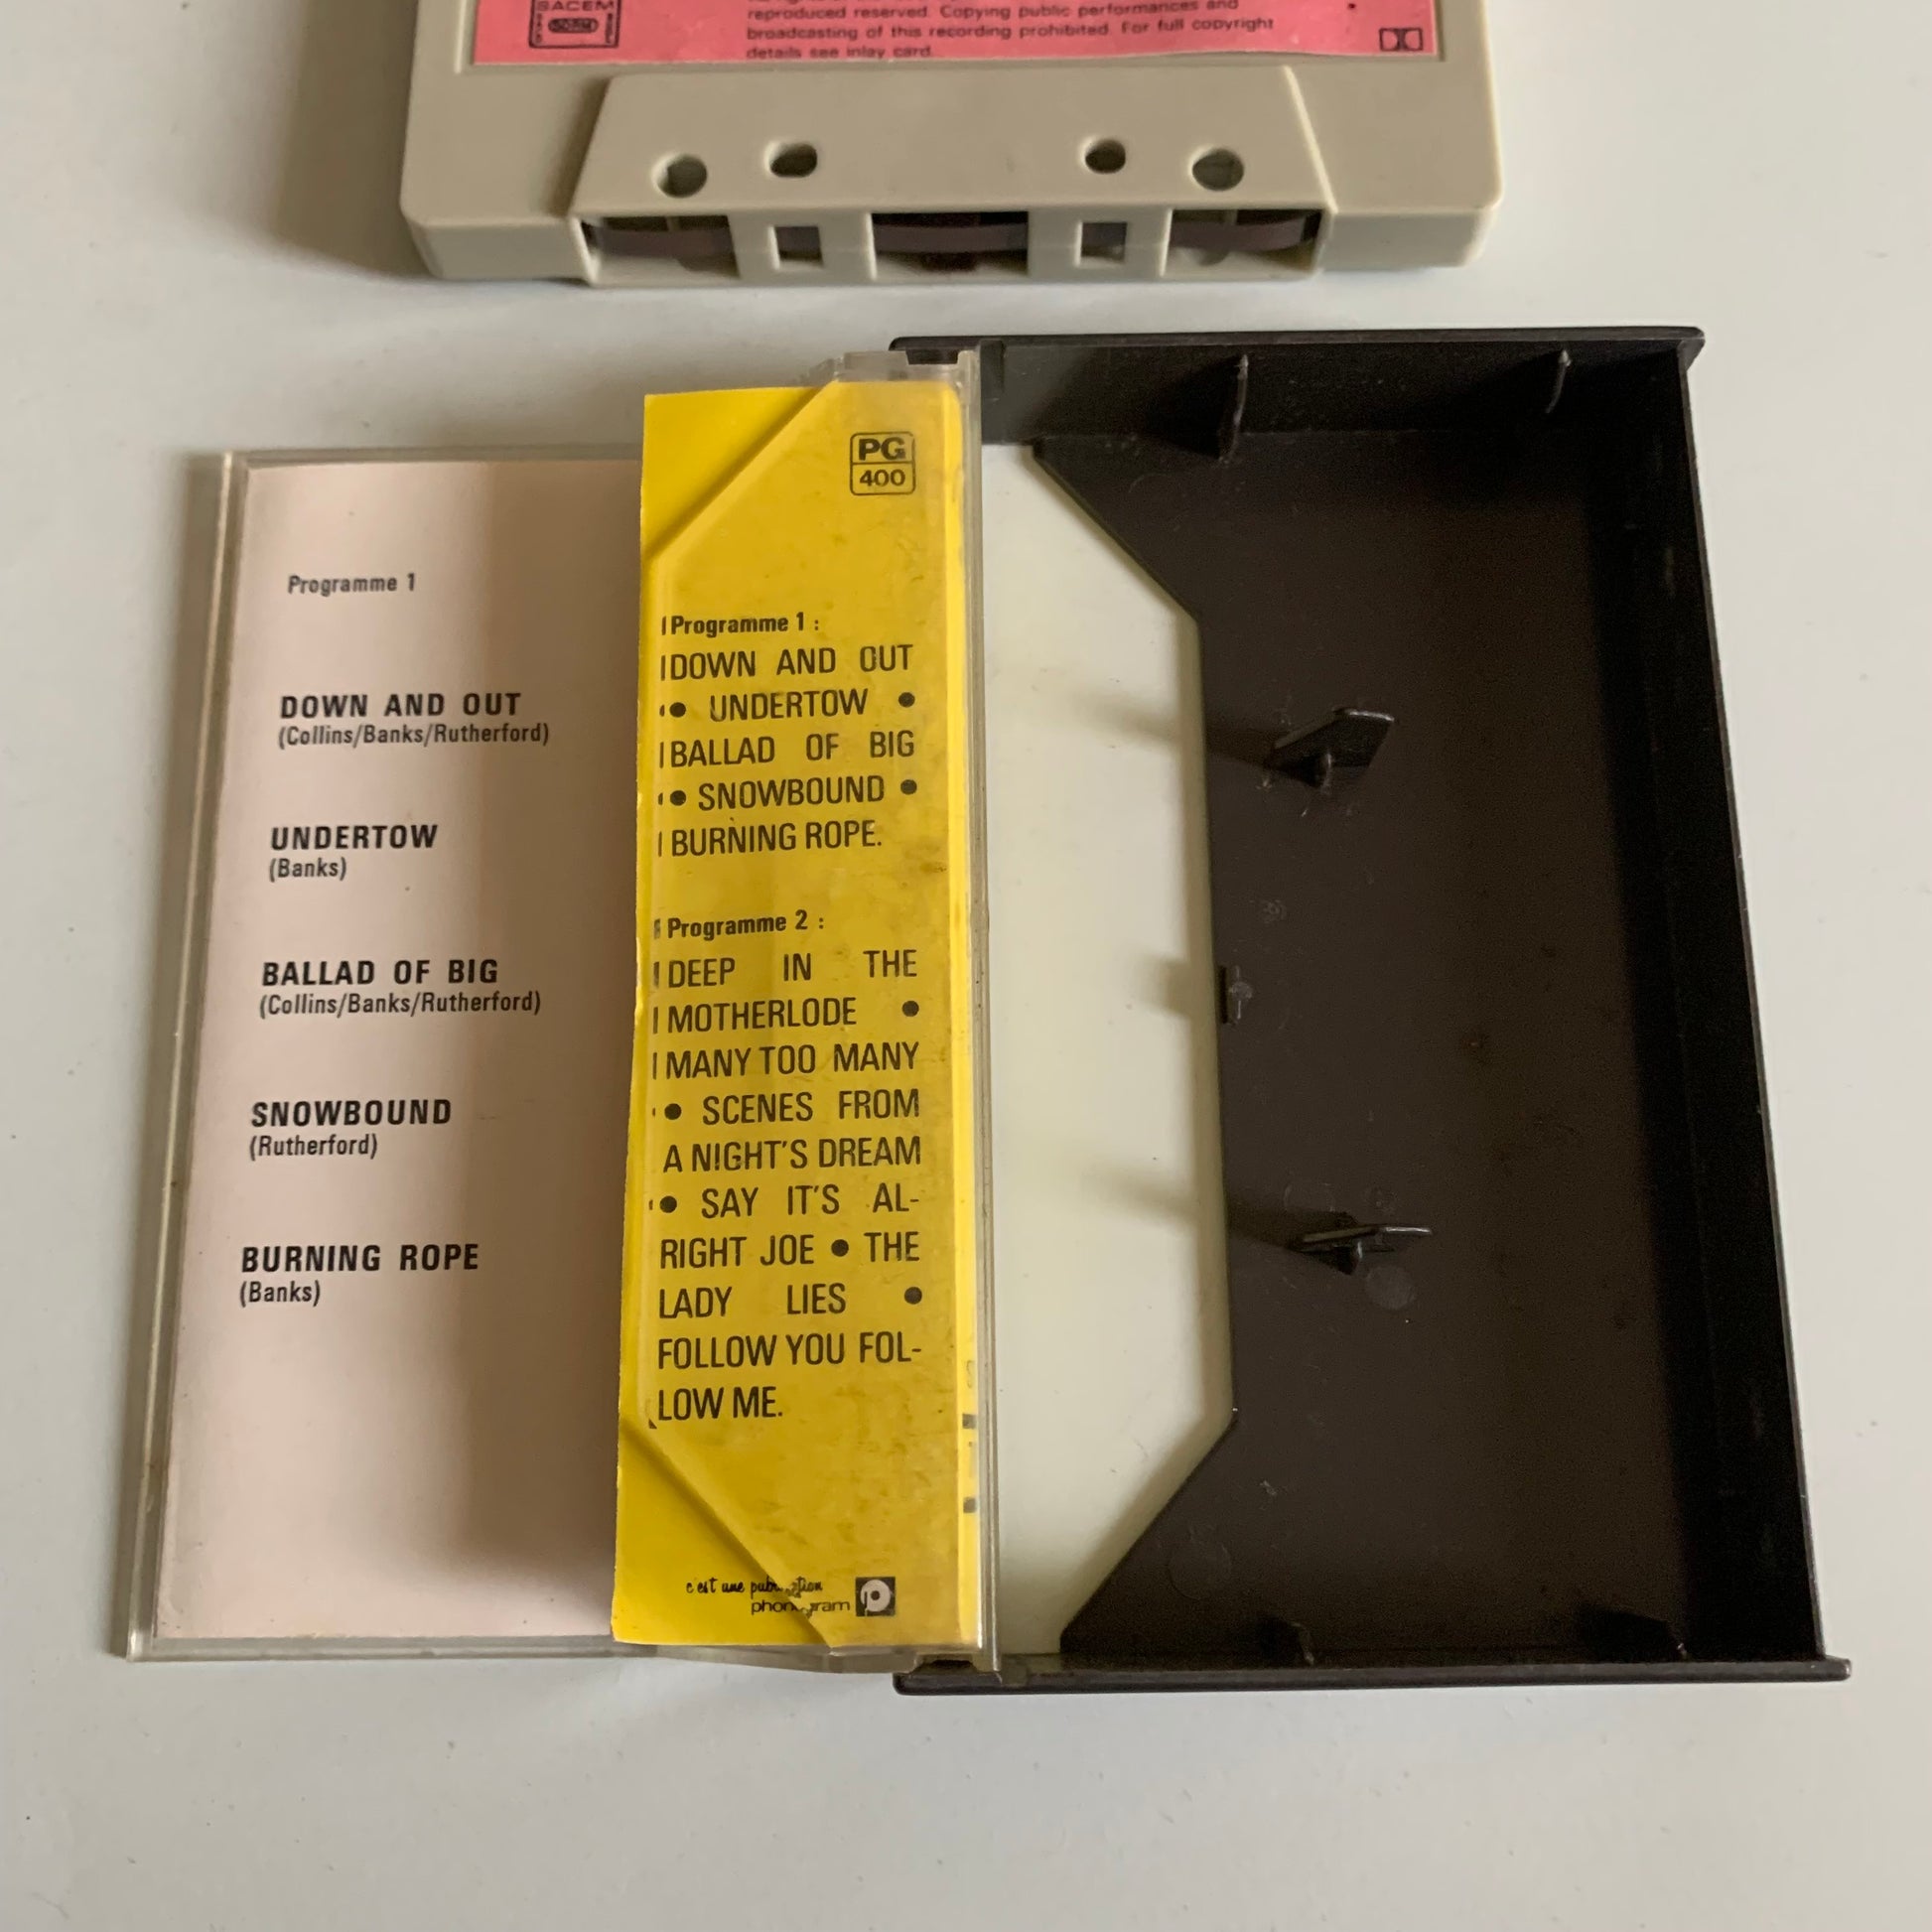 SACEM
reproduced reserved. Copying public performances and
broadcasting of this recording prohibited. For full copyright
details see inlay card.
Programme 1
DOWN AND OUT
(Collins/Banks/Rutherford)
UNDERTOW
(Banks)
BALLAD OF BIG
(Collins/Banks/Rutherford)
SNOWBOUND
(Rutherford)
BURNING ROPE
(Banks)
PG
400
Programme 1 :
DOWN AND OUT
• UNDERTOW •
BALLAD OF BIG
• SNOWBOUND •
BURNING ROPE.
Programme 2 :
DEEP IN THE
MOTHERLODE •
MANY TOO MANY
• SCENES FROM
A NIGHT'S DREAM
• SAY IT'S AL-
RIGHT JOE • THE
LADY LIES •
FOLLOW YOU FOL-
LOW ME.
c'est une publication
phonogram